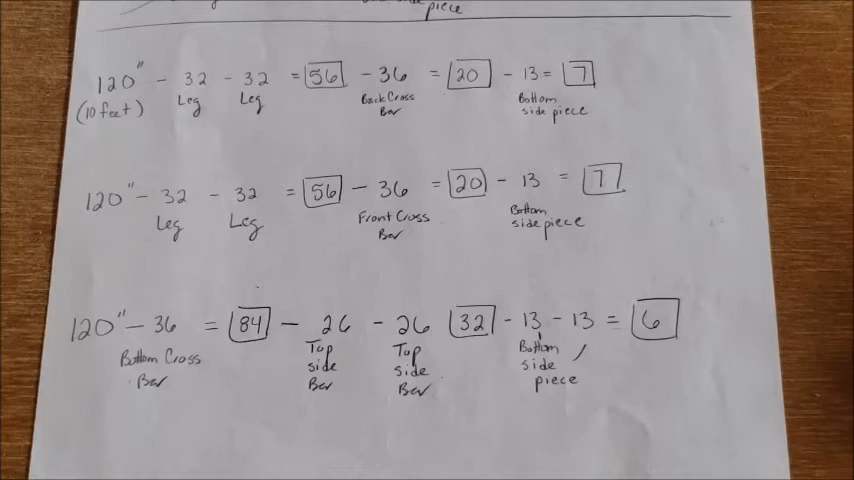 piece
120" - 32 - 32 = 56 - 36 = 20 - 13 = 7
(10 feet) Leg Leg Back Cross Bottom
Bar side piece
120" - 32 - 32 = 56 - 36 = 20 - 13 = 7
Leg Leg Front Cross Bottom
Bar side piece
120" - 36 = 84 - 26 - 26 32 - 13 - 13 = 6
Bottom Cross Top Top Bottom
Bar side side side
Bar Bar piece